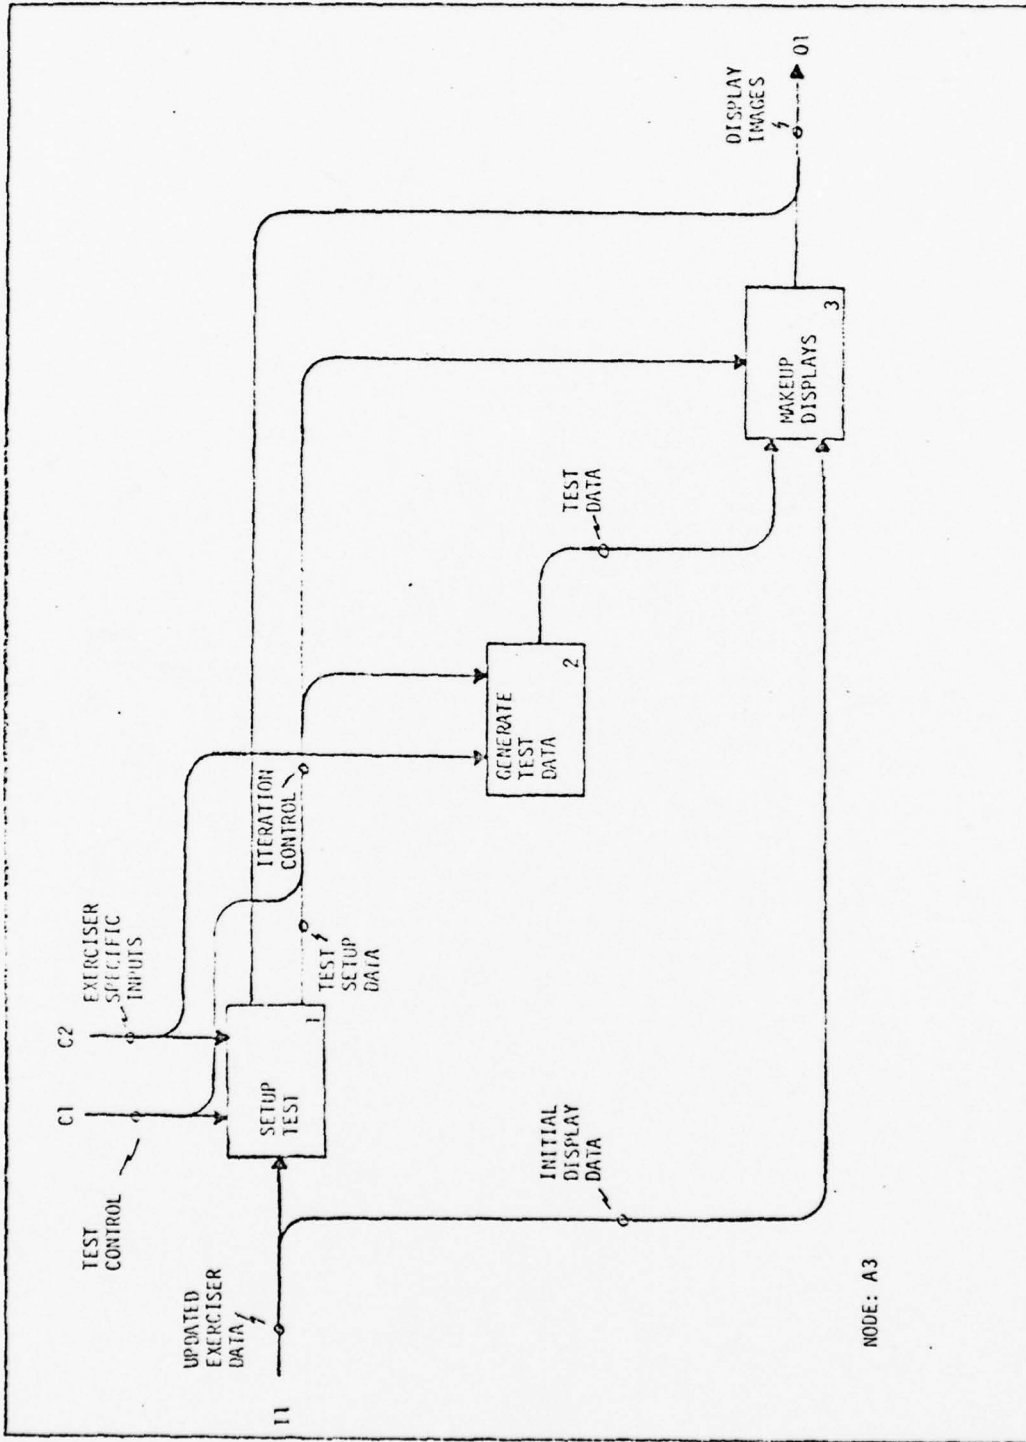 C1
C2
TEST
CONTROL
EXERCISER
SPECIFIC
INPUTS
I1
UPDATED
EXERCISER
DATA
SETUP
TEST
1
TEST
SETUP
DATA
ITERATION
CONTROL
INITIAL
DISPLAY
DATA
GENERATE
TEST
DATA
2
TEST
DATA
MAKEUP
DISPLAYS
3
DISPLAY
IMAGES
O1
NODE: A3